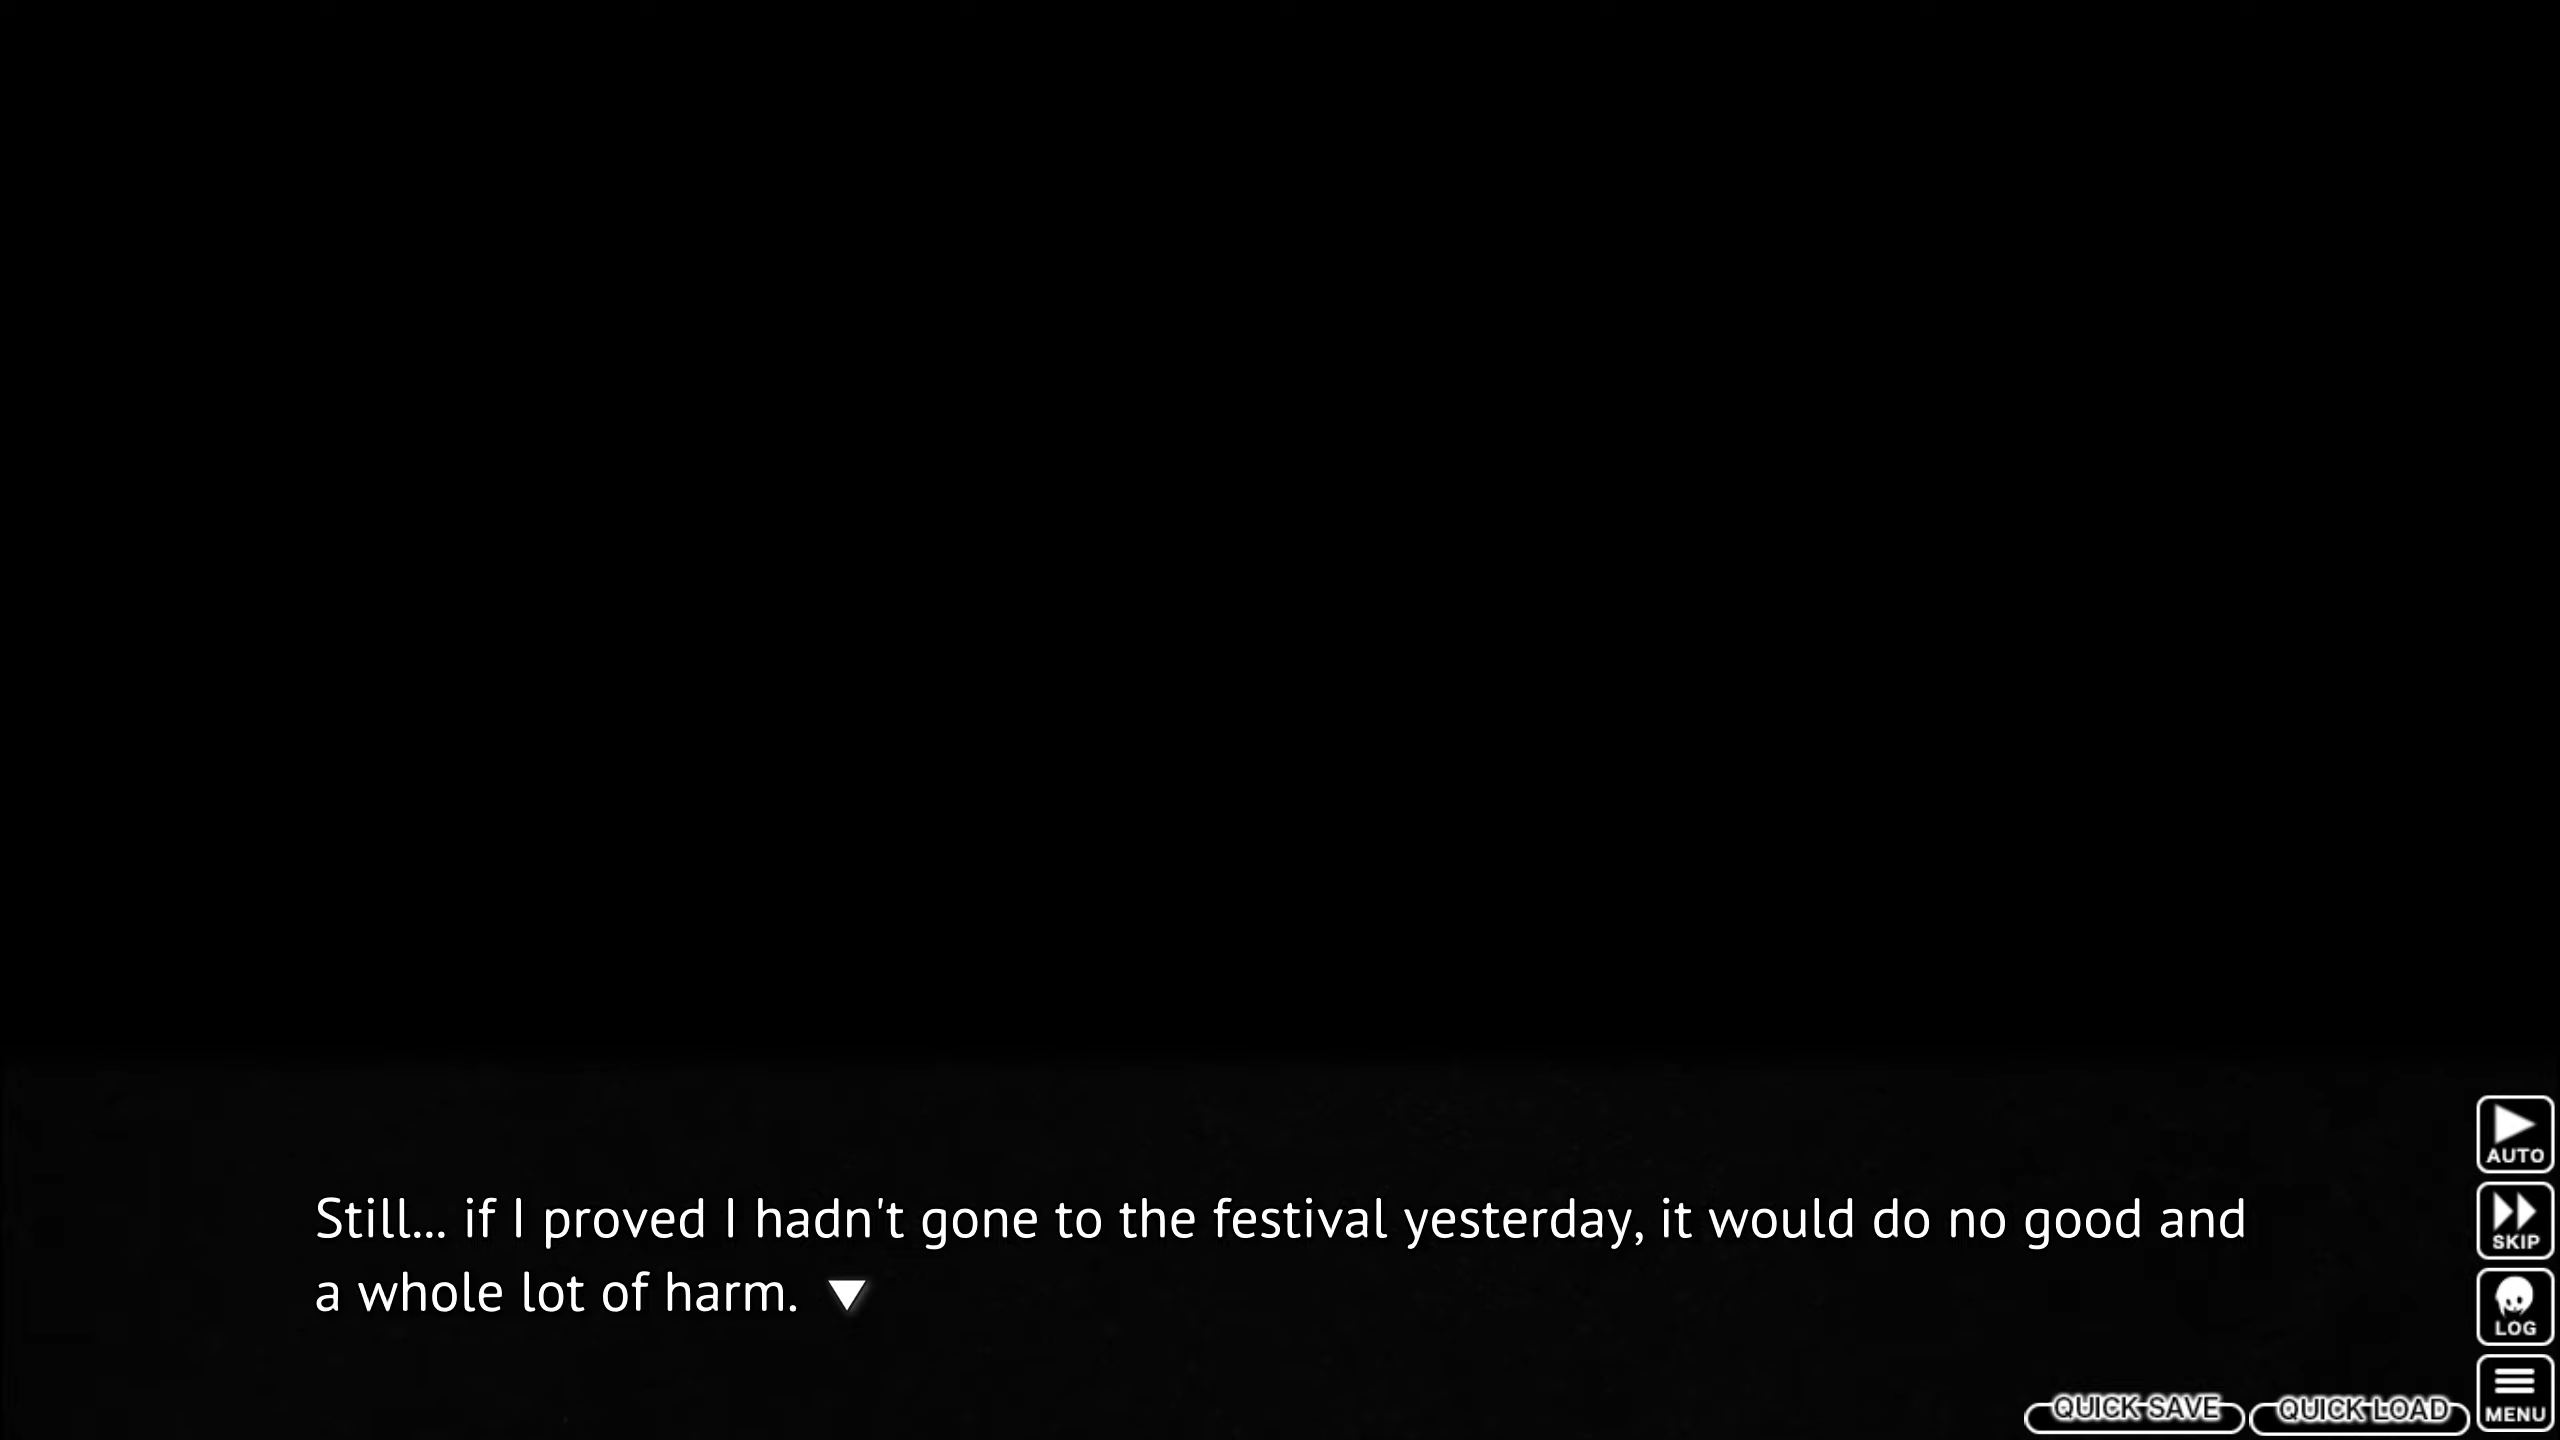 Still... if I proved I hadn't gone to the festival yesterday, it would do no good and
a whole lot of harm.
AUTO
SKIP
LOG
MENU
QUICK SAVE QUICK LOAD